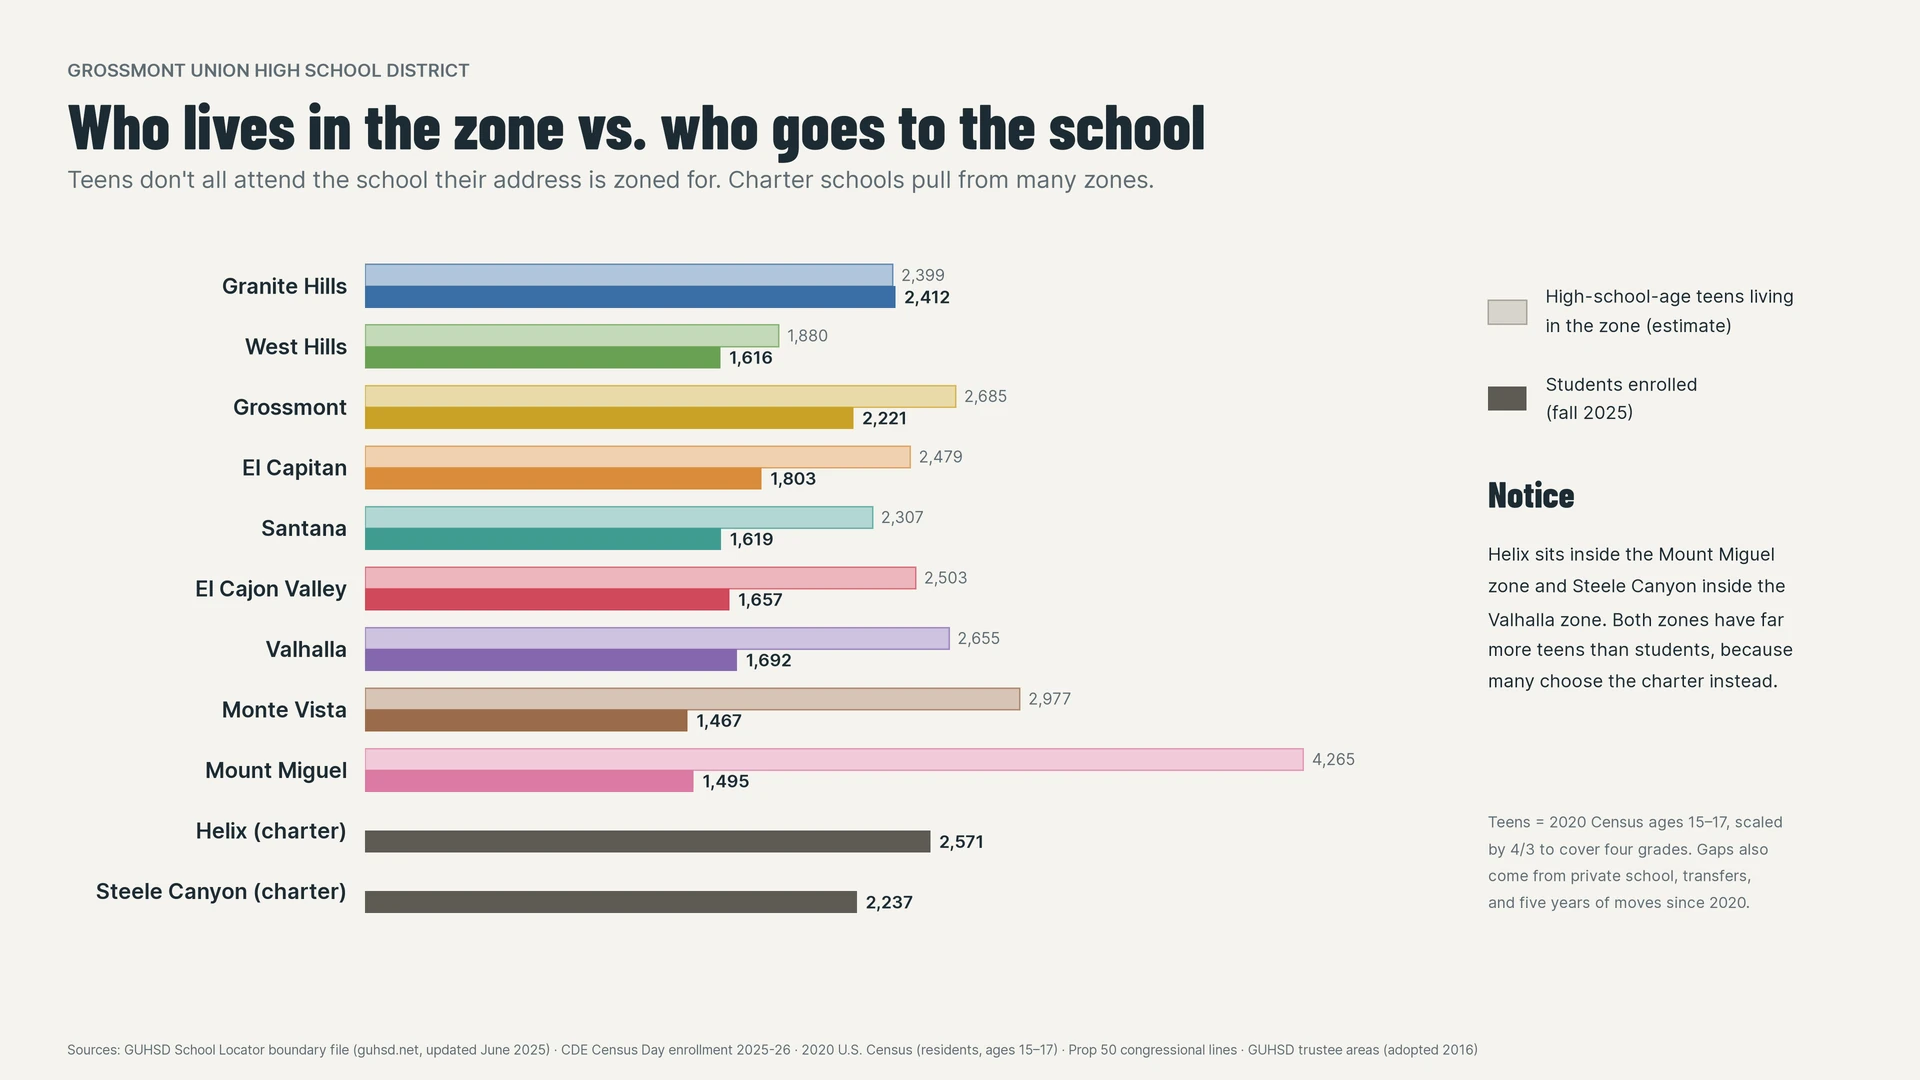 GROSSMONT UNION HIGH SCHOOL DISTRICT
Who lives in the zone vs. who goes to the school
Teens don't all attend the school their address is zoned for. Charter schools pull from many zones.
Granite Hills
2,399
2,412
West Hills
1,880
1,616
Grossmont
2,685
2,221
El Capitan
2,479
1,803
Santana
2,307
1,619
El Cajon Valley
2,503
1,657
Valhalla
2,655
1,692
Monte Vista
2,977
1,467
Mount Miguel
4,265
1,495
Helix (charter)
2,571
Steele Canyon (charter)
2,237
High-school-age teens living
in the zone (estimate)
Students enrolled
(fall 2025)
Notice
Helix sits inside the Mount Miguel
zone and Steele Canyon inside the
Valhalla zone. Both zones have far
more teens than students, because
many choose the charter instead.
Teens = 2020 Census ages 15–17, scaled
by 4/3 to cover four grades. Gaps also
come from private school, transfers,
and five years of moves since 2020.
Sources: GUHSD School Locator boundary file (guhsd.net, updated June 2025) · CDE Census Day enrollment 2025-26 · 2020 U.S. Census (residents, ages 15–17) · Prop 50 congressional lines · GUHSD trustee areas (adopted 2016)